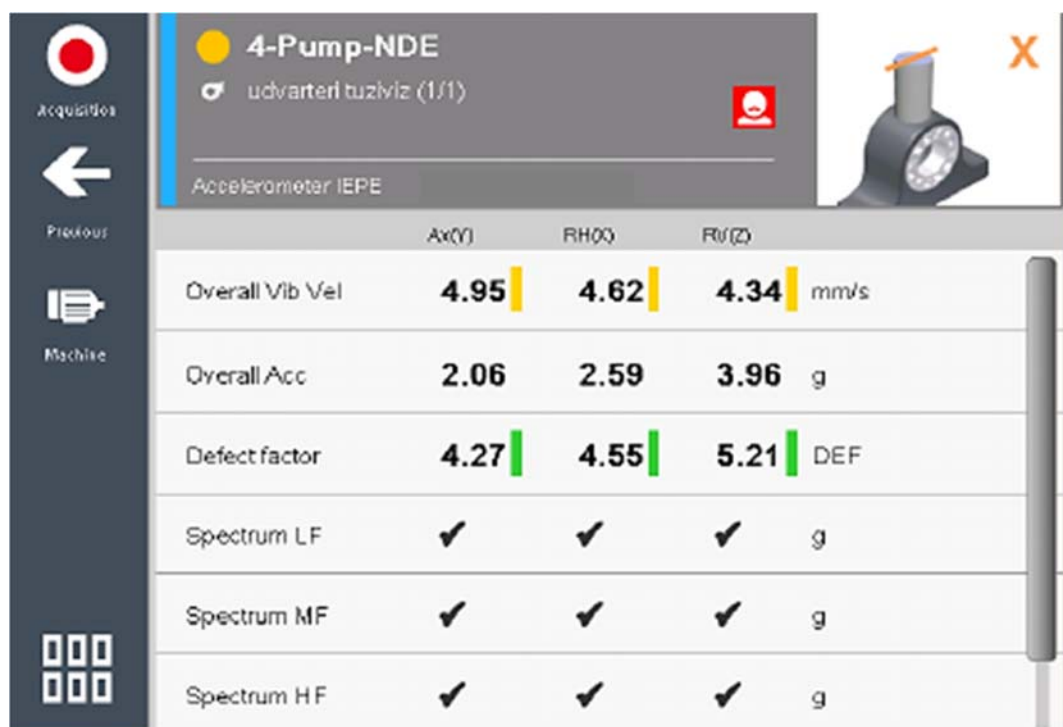 4-Pump-NDE
udvarteri tuziviz (1/1)
X
Acquisition
Accelerometer IEPE
Previous
Ax(Y) RH(X) RV(Z)
Overall Vib Vel 4.95 4.62 4.34 mm/s
Machine
Overall Acc 2.06 2.59 3.96 g
Defect factor 4.27 4.55 5.21 DEF
Spectrum LF ✔ ✔ ✔ g
Spectrum MF ✔ ✔ ✔ g
Spectrum HF ✔ ✔ ✔ g